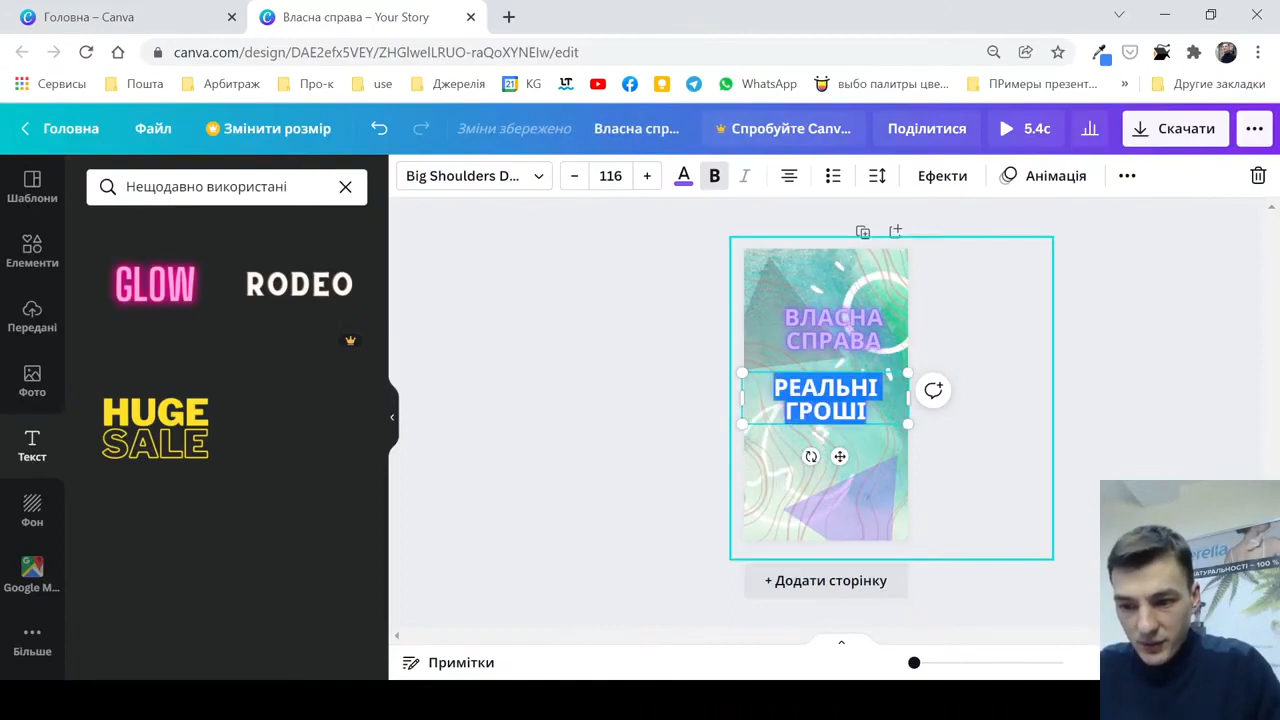 Головна – Canva
Власна справа – Your Story
canva.com/design/DAE2efx5VEY/ZHGlwelLRUO-raQoXYNEIw/edit
Сервисы
Пошта
Арбитраж
Про-к
use
Джерелія
KG
WhatsApp
выбо палитры цве...
ПРимеры презент...
»
Другие закладки
Головна
Файл
Змінити розмір
Зміни збережено
Власна спр...
Спробуйте Canv...
Поділитися
5.4с
Скачати
Шаблони
Елементи
Передані
Фото
Текст
Фон
Google M...
Більше
Нещодавно використані
GLOW
RODEO
HUGE
SALE
Big Shoulders D...
– 116 +
A
B
I
Ефекти
Анімація
ВЛАСНА
СПРАВА
РЕАЛЬНІ
ГРОШІ
+ Додати сторінку
Примітки
erella
НАТУРАЛЬНОСТІ – 100 %